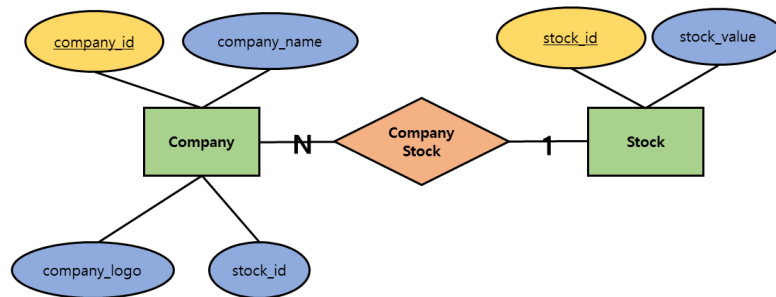 company_id
company_name
stock_id
stock_value
Company
N
Company
Stock
1
Stock
company_logo
stock_id